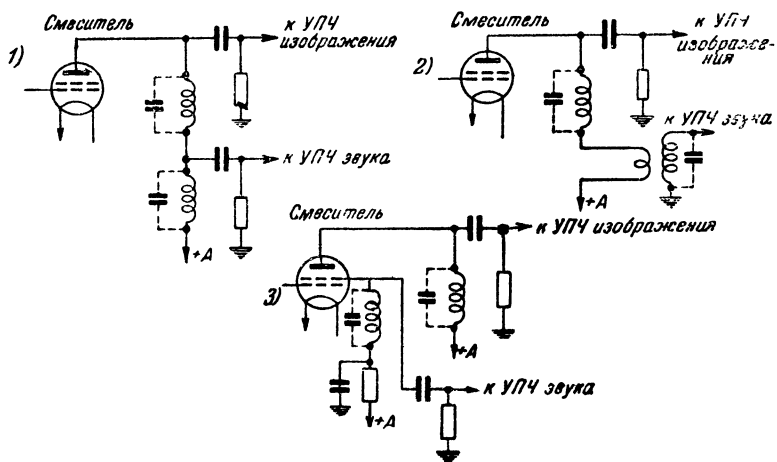 1)
Смеситель
к УПЧ
изображения
к УПЧ звука
+А
2)
Смеситель
к УПЧ
изображе-
ния
к УПЧ звука
+А
3)
Смеситель
к УПЧ изображения
+А
к УПЧ звука
+А